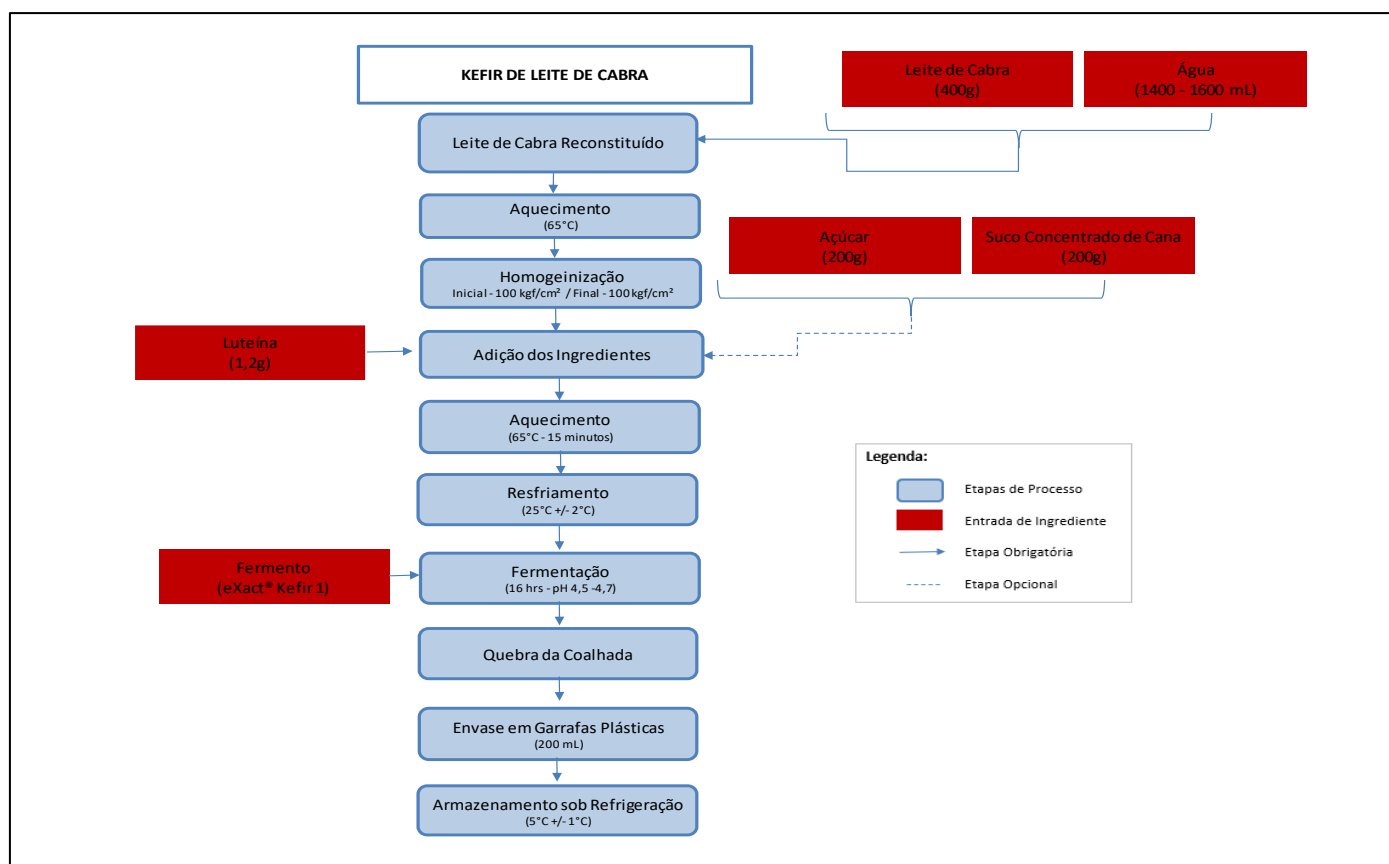 KEFIR DE LEITE DE CABRA
Leite de Cabra
(400g)
Água
(1400 - 1600 mL)
Leite de Cabra Reconstituído
Aquecimento
(65°C)
Açúcar
(200g)
Suco Concentrado de Cana
(200g)
Homogeinização
Inicial - 100 kgf/cm² / Final - 100 kgf/cm²
Luteína
(1,2g)
Adição dos Ingredientes
Aquecimento
(65°C - 15 minutos)
Resfriamento
(25°C +/- 2°C)
Fermento
(eXact® Kefir 1)
Fermentação
(16 hrs - pH 4,5 -4,7)
Quebra da Coalhada
Envase em Garrafas Plásticas
(200 mL)
Armazenamento sob Refrigeração
(5°C +/- 1°C)
Legenda:
Etapas de Processo
Entrada de Ingrediente
Etapa Obrigatória
Etapa Opcional